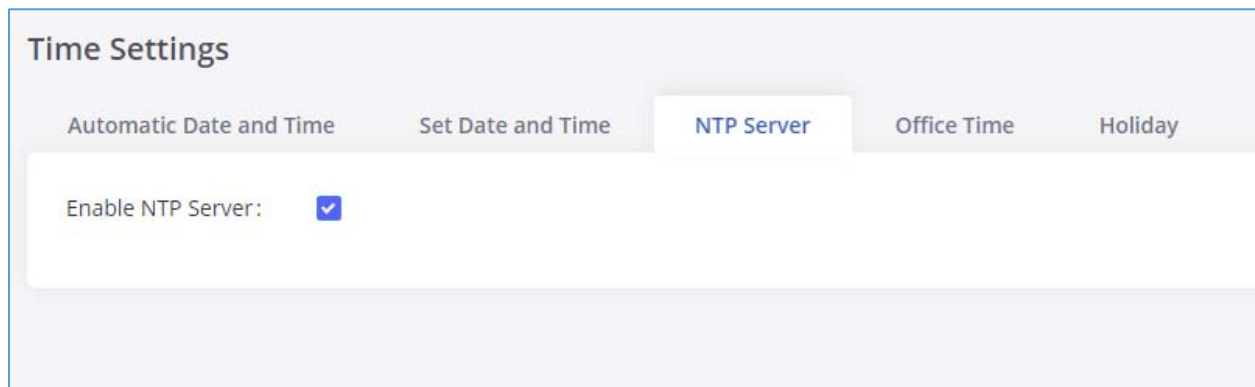 Time Settings
Automatic Date and Time Set Date and Time NTP Server Office Time Holiday
Enable NTP Server: